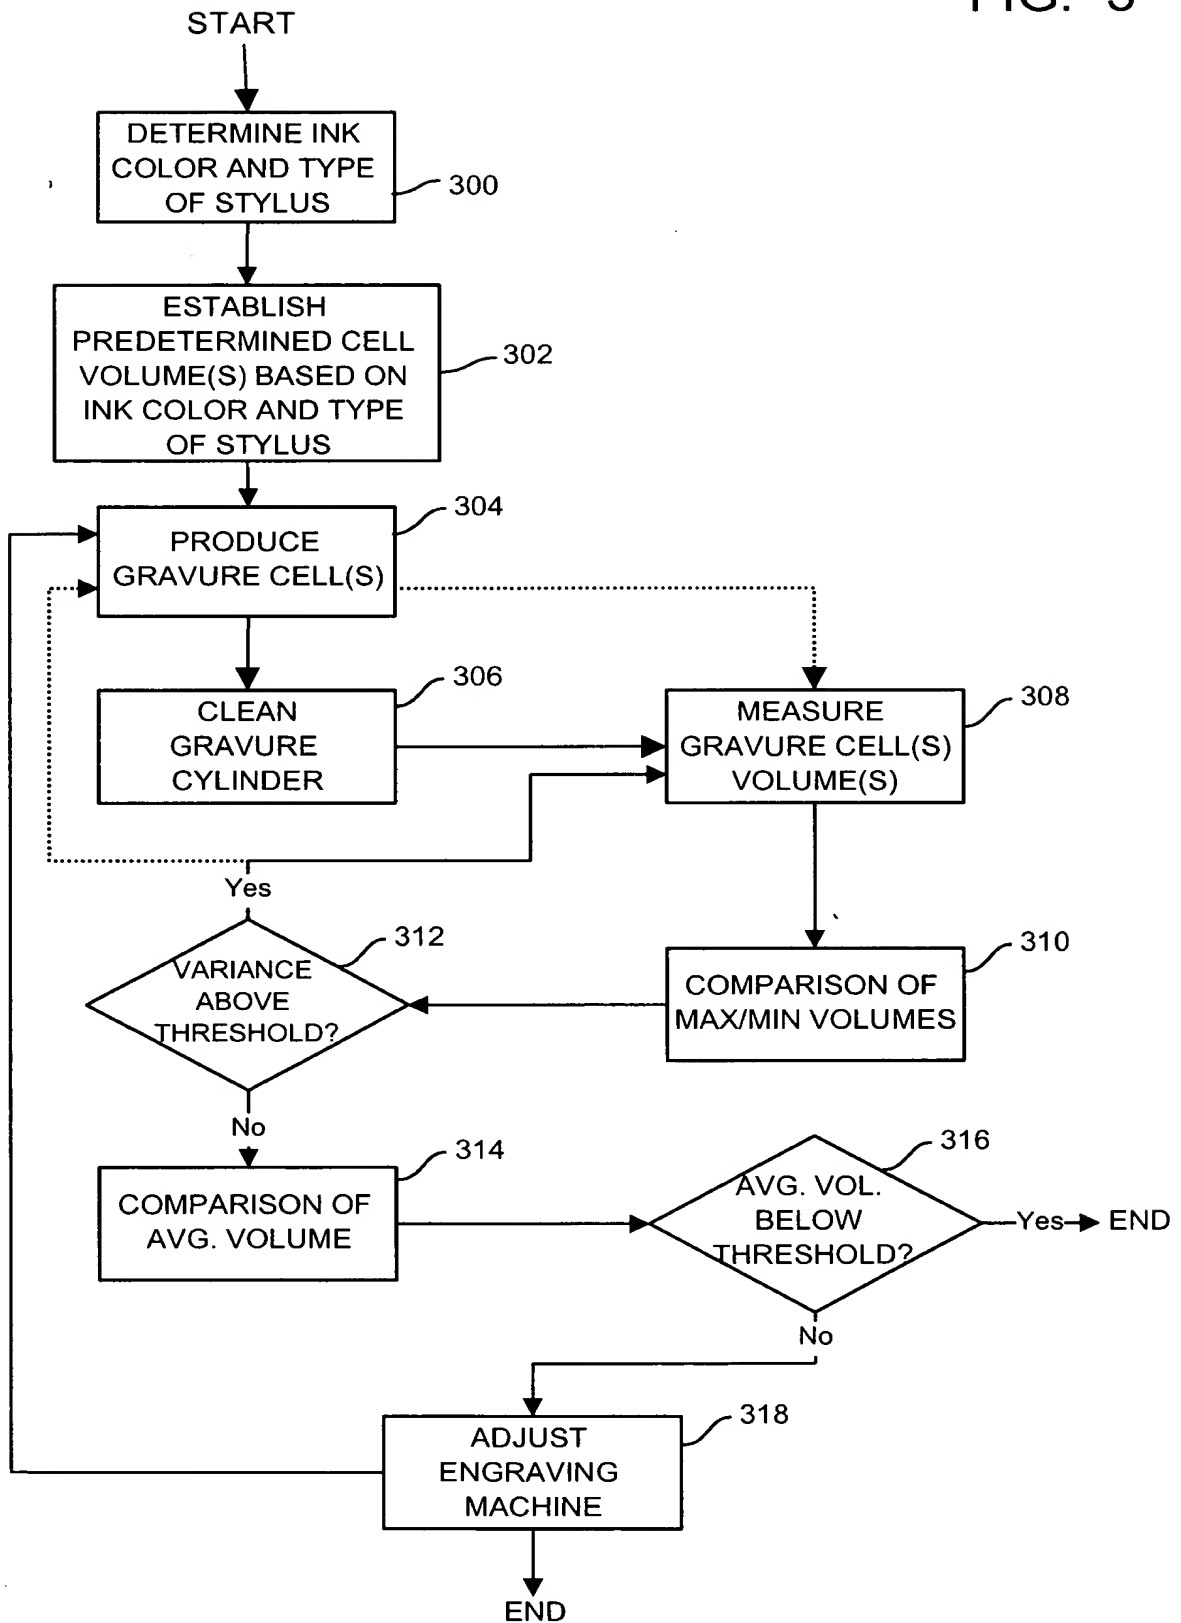 FIG. 3
START
DETERMINE INK
COLOR AND TYPE
OF STYLUS
300
ESTABLISH
PREDETERMINED CELL
VOLUME(S) BASED ON
INK COLOR AND TYPE
OF STYLUS
302
PRODUCE
GRAVURE CELL(S)
304
CLEAN
GRAVURE
CYLINDER
306
MEASURE
GRAVURE CELL(S)
VOLUME(S)
308
Yes
VARIANCE
ABOVE
THRESHOLD?
312
COMPARISON OF
MAX/MIN VOLUMES
310
No
COMPARISON OF
AVG. VOLUME
314
AVG. VOL.
BELOW
THRESHOLD?
316
Yes
END
No
ADJUST
ENGRAVING
MACHINE
318
END